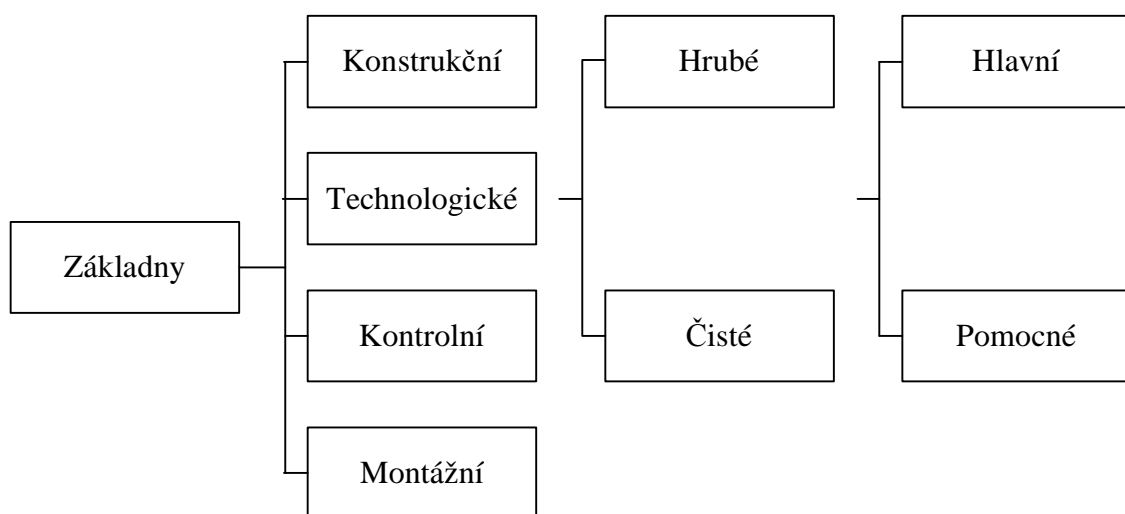 Základny
Konstrukční
Technologické
Kontrolní
Montážní
Hrubé
Čisté
Hlavní
Pomocné